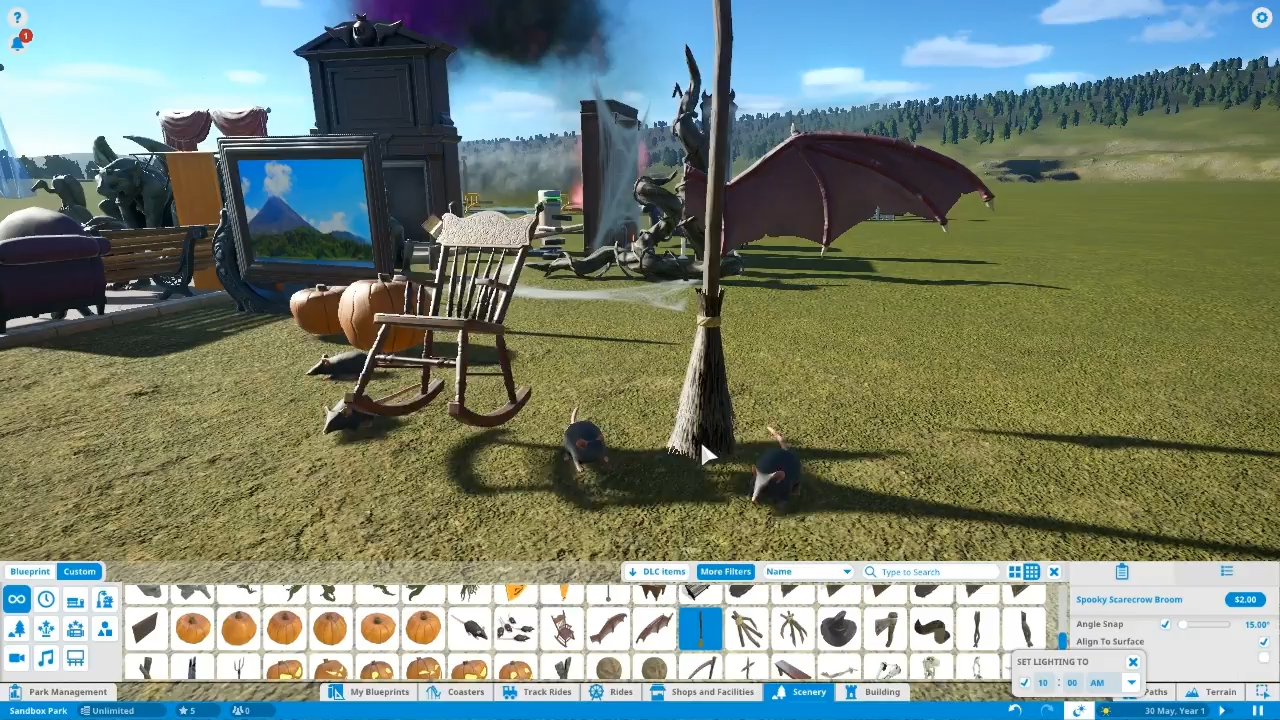 ?
1
Blueprint Custom
DLC items More Filters Name Type to Search
Spooky Scarecrow Broom $2.00
Angle Snap 15.00°
Align To Surface
SET LIGHTING TO
10 : 00 AM
Park Management My Blueprints Coasters Track Rides Rides Shops and Facilities Scenery Building Paths Terrain
Sandbox Park Unlimited 5 0 30 May, Year 1